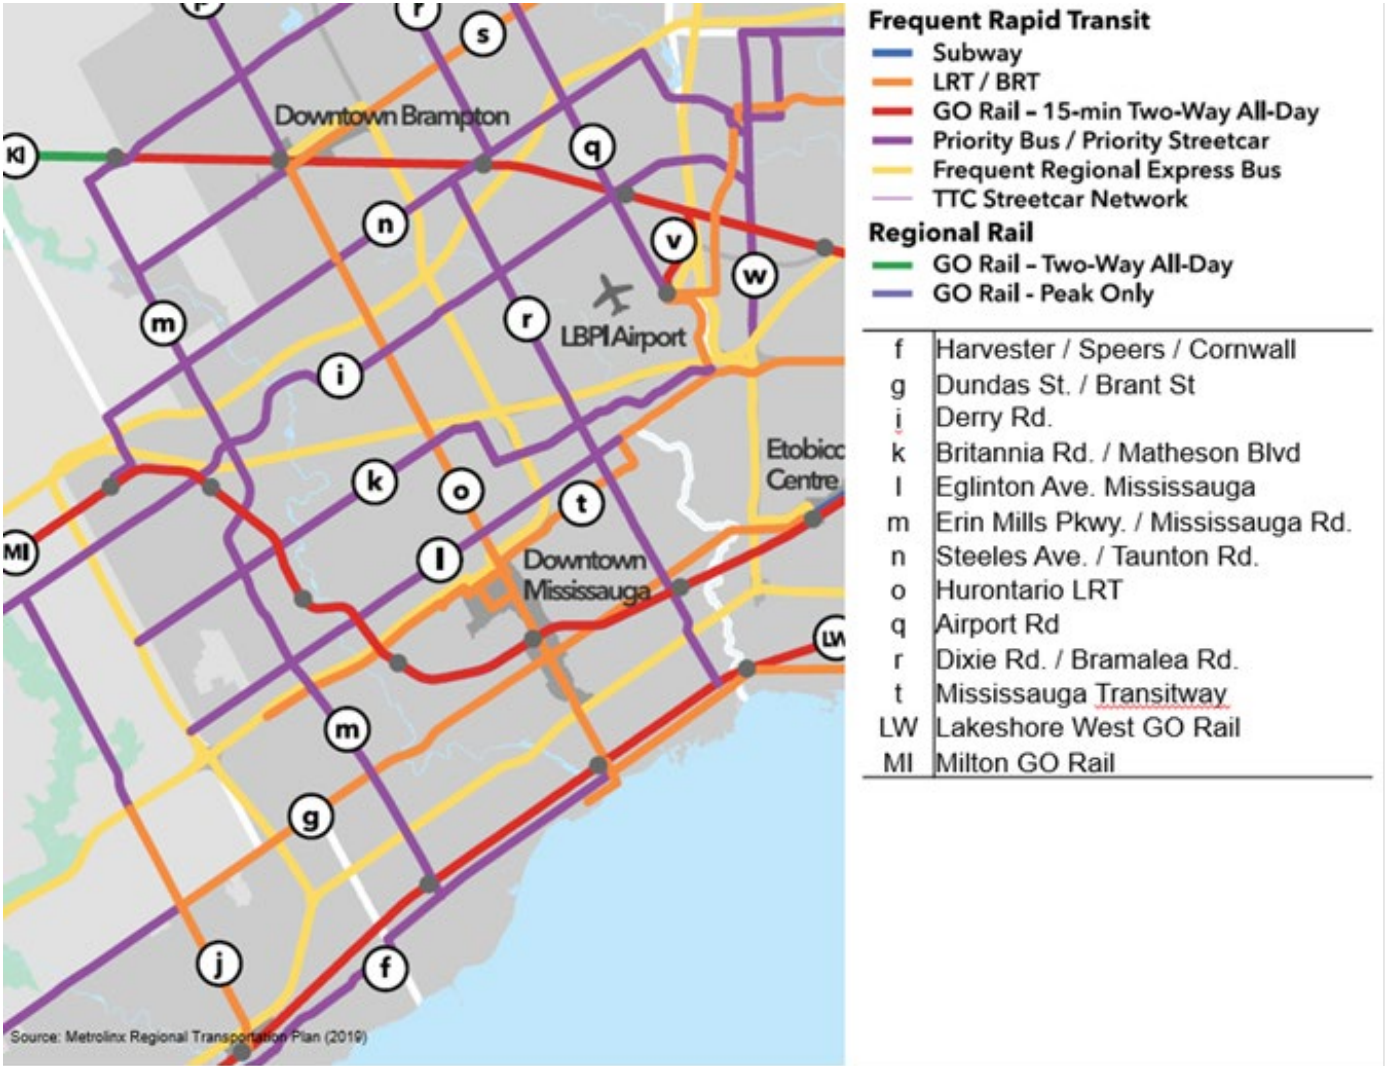 p
r
s
Downtown Brampton
KI
q
n
v
w
m
r
LBPI Airport
i
Etobico
Centre
k
o
t
MI
l
Downtown
Mississauga
LW
m
g
j
f
Source: Metrolinx Regional Transportation Plan (2019)
Frequent Rapid Transit
Subway
LRT / BRT
GO Rail – 15-min Two-Way All-Day
Priority Bus / Priority Streetcar
Frequent Regional Express Bus
TTC Streetcar Network
Regional Rail
GO Rail – Two-Way All-Day
GO Rail - Peak Only
f Harvester / Speers / Cornwall
g Dundas St. / Brant St
i Derry Rd.
k Britannia Rd. / Matheson Blvd
l Eglinton Ave. Mississauga
m Erin Mills Pkwy. / Mississauga Rd.
n Steeles Ave. / Taunton Rd.
o Hurontario LRT
q Airport Rd
r Dixie Rd. / Bramalea Rd.
t Mississauga Transitway
LW Lakeshore West GO Rail
MI Milton GO Rail